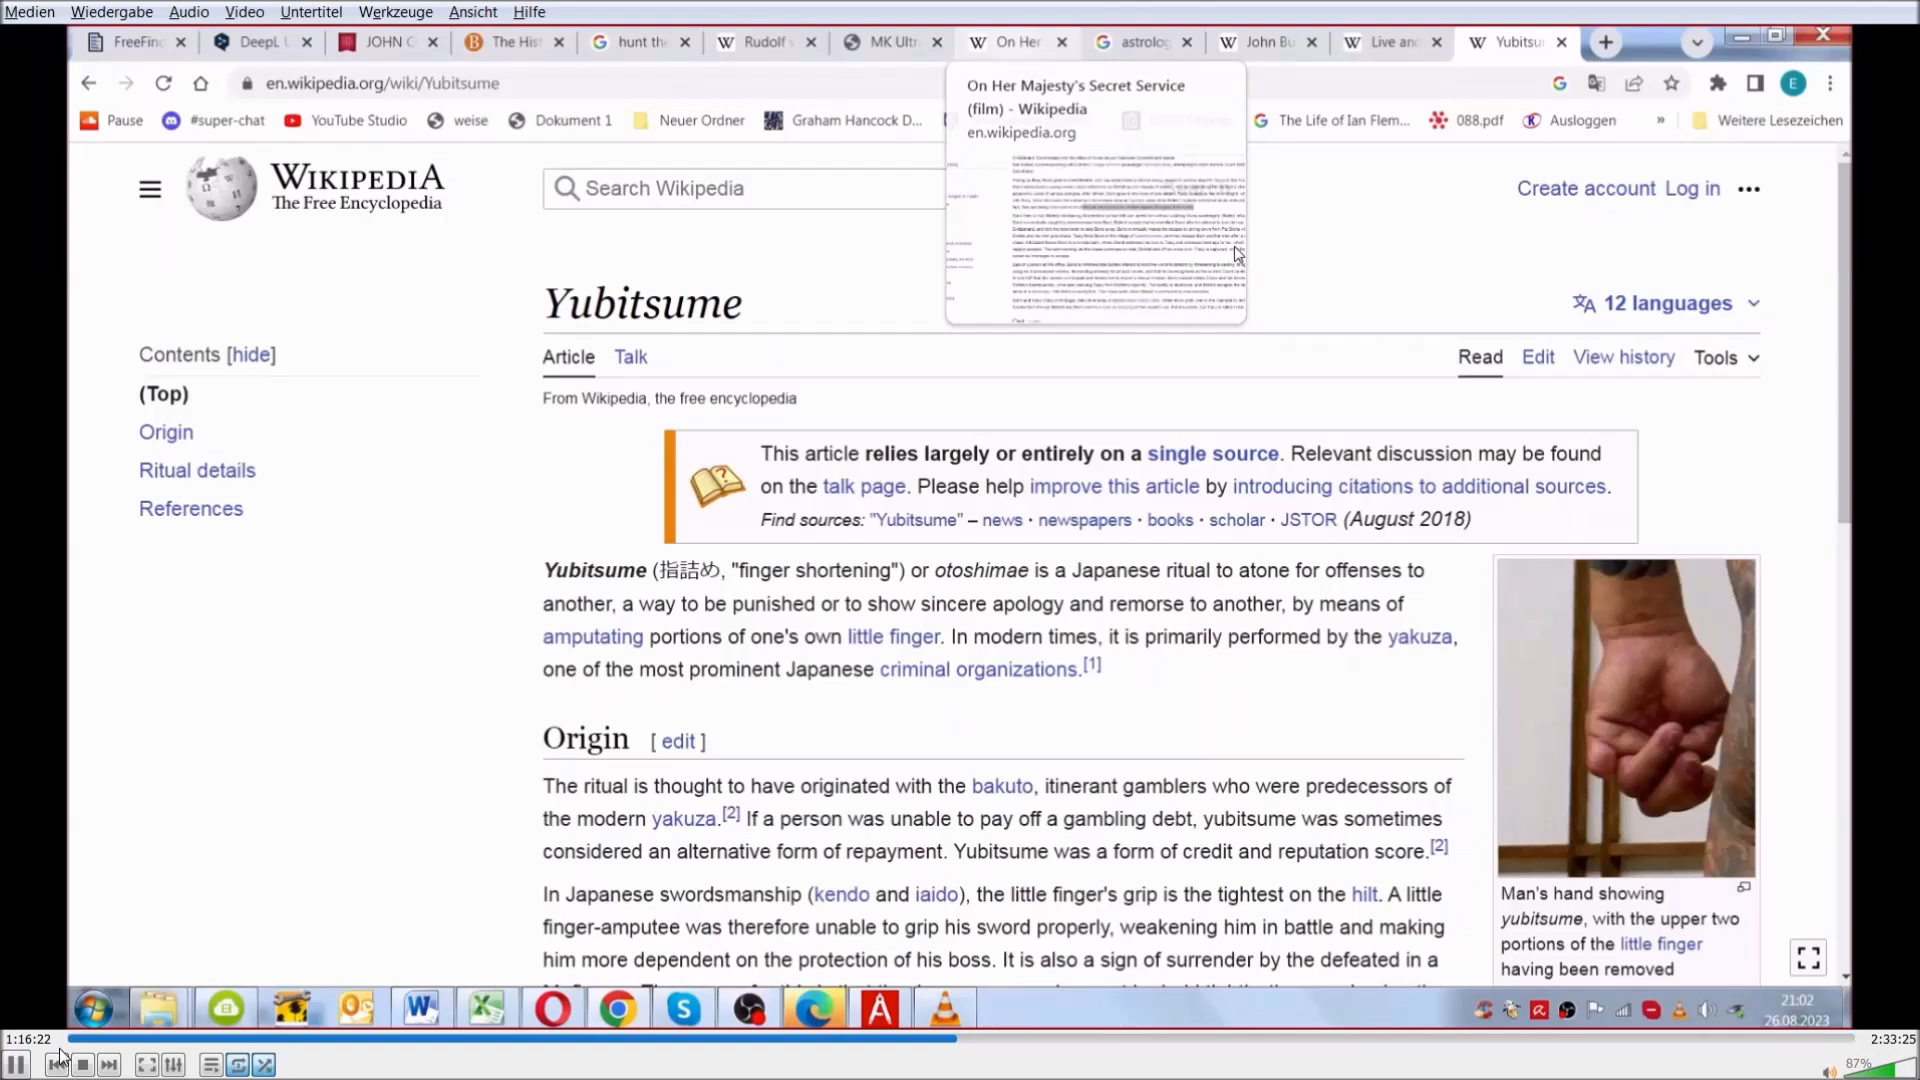 Medien Wiedergabe Audio Video Untertitel Werkzeuge Ansicht Hilfe
FreeFin DeepL JOHN The His hunt the Rudolf MK Ultr On Her astrolog John Bu Live an Yubitsu
en.wikipedia.org/wiki/Yubitsume
E
On Her Majesty's Secret Service
(film) - Wikipedia
en.wikipedia.org
Pause #super-chat YouTube Studio weise Dokument 1 Neuer Ordner Graham Hancock D... The Life of Ian Flem... 088.pdf Ausloggen » Weitere Lesezeichen
WIKIPEDIA
The Free Encyclopedia
Search Wikipedia
Create account Log in
Yubitsume
12 languages
Contents [hide]
(Top)
Origin
Ritual details
References
Article Talk
Read Edit View history Tools
From Wikipedia, the free encyclopedia
This article relies largely or entirely on a single source. Relevant discussion may be found
on the talk page. Please help improve this article by introducing citations to additional sources.
Find sources: "Yubitsume" – news · newspapers · books · scholar · JSTOR (August 2018)
Yubitsume (指詰め, "finger shortening") or otoshimae is a Japanese ritual to atone for offenses to
another, a way to be punished or to show sincere apology and remorse to another, by means of
amputating portions of one's own little finger. In modern times, it is primarily performed by the yakuza,
one of the most prominent Japanese criminal organizations.[1]
Origin [ edit ]
The ritual is thought to have originated with the bakuto, itinerant gamblers who were predecessors of
the modern yakuza.[2] If a person was unable to pay off a gambling debt, yubitsume was sometimes
considered an alternative form of repayment. Yubitsume was a form of credit and reputation score.[2]
In Japanese swordsmanship (kendo and iaido), the little finger's grip is the tightest on the hilt. A little
finger-amputee was therefore unable to grip his sword properly, weakening him in battle and making
him more dependent on the protection of his boss. It is also a sign of surrender by the defeated in a
Man's hand showing
yubitsume, with the upper two
portions of the little finger
having been removed
21:02
26.08.2023
1:16:22
2:33:25
87%